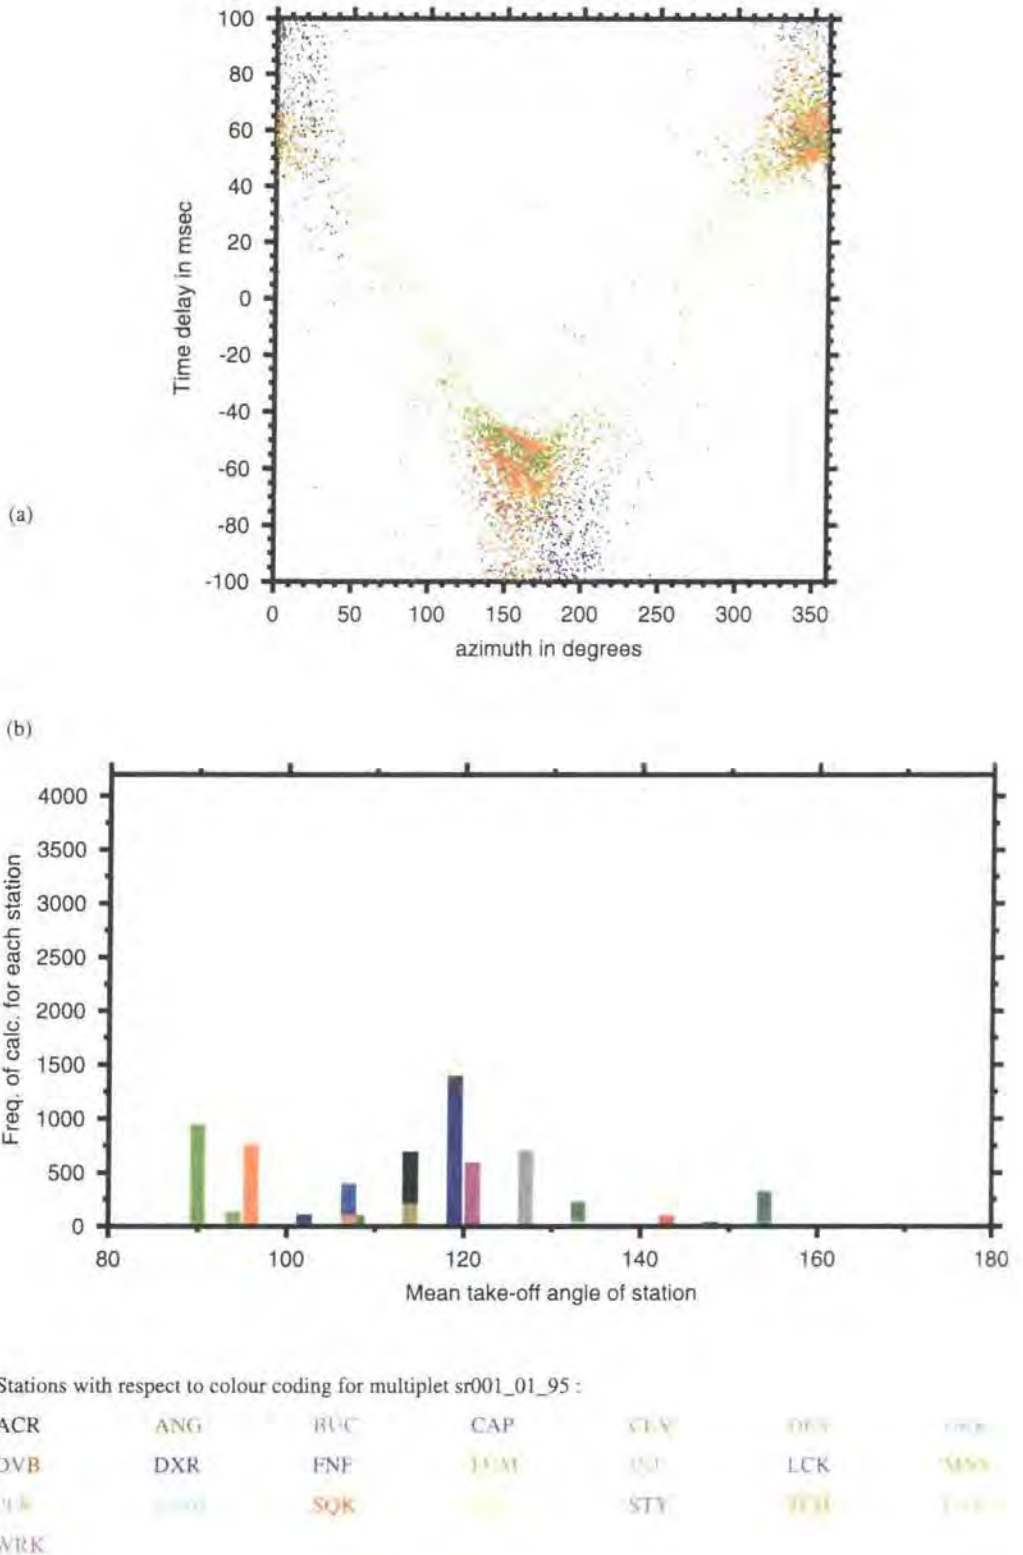 100
80
60
40
20
0
-20
-40
-60
-80
-100
Time delay in msec
0 50 100 150 200 250 300 350
azimuth in degrees
(a)
(b)
4000
3500
3000
2500
2000
1500
1000
500
0
Freq. of calc. for each station
80 100 120 140 160 180
Mean take-off angle of station
Stations with respect to colour coding for multiplet sr001_01_95 :
ACR ANG BUC CAP
DVB DXR FNF LCK
SQK STY
WRK